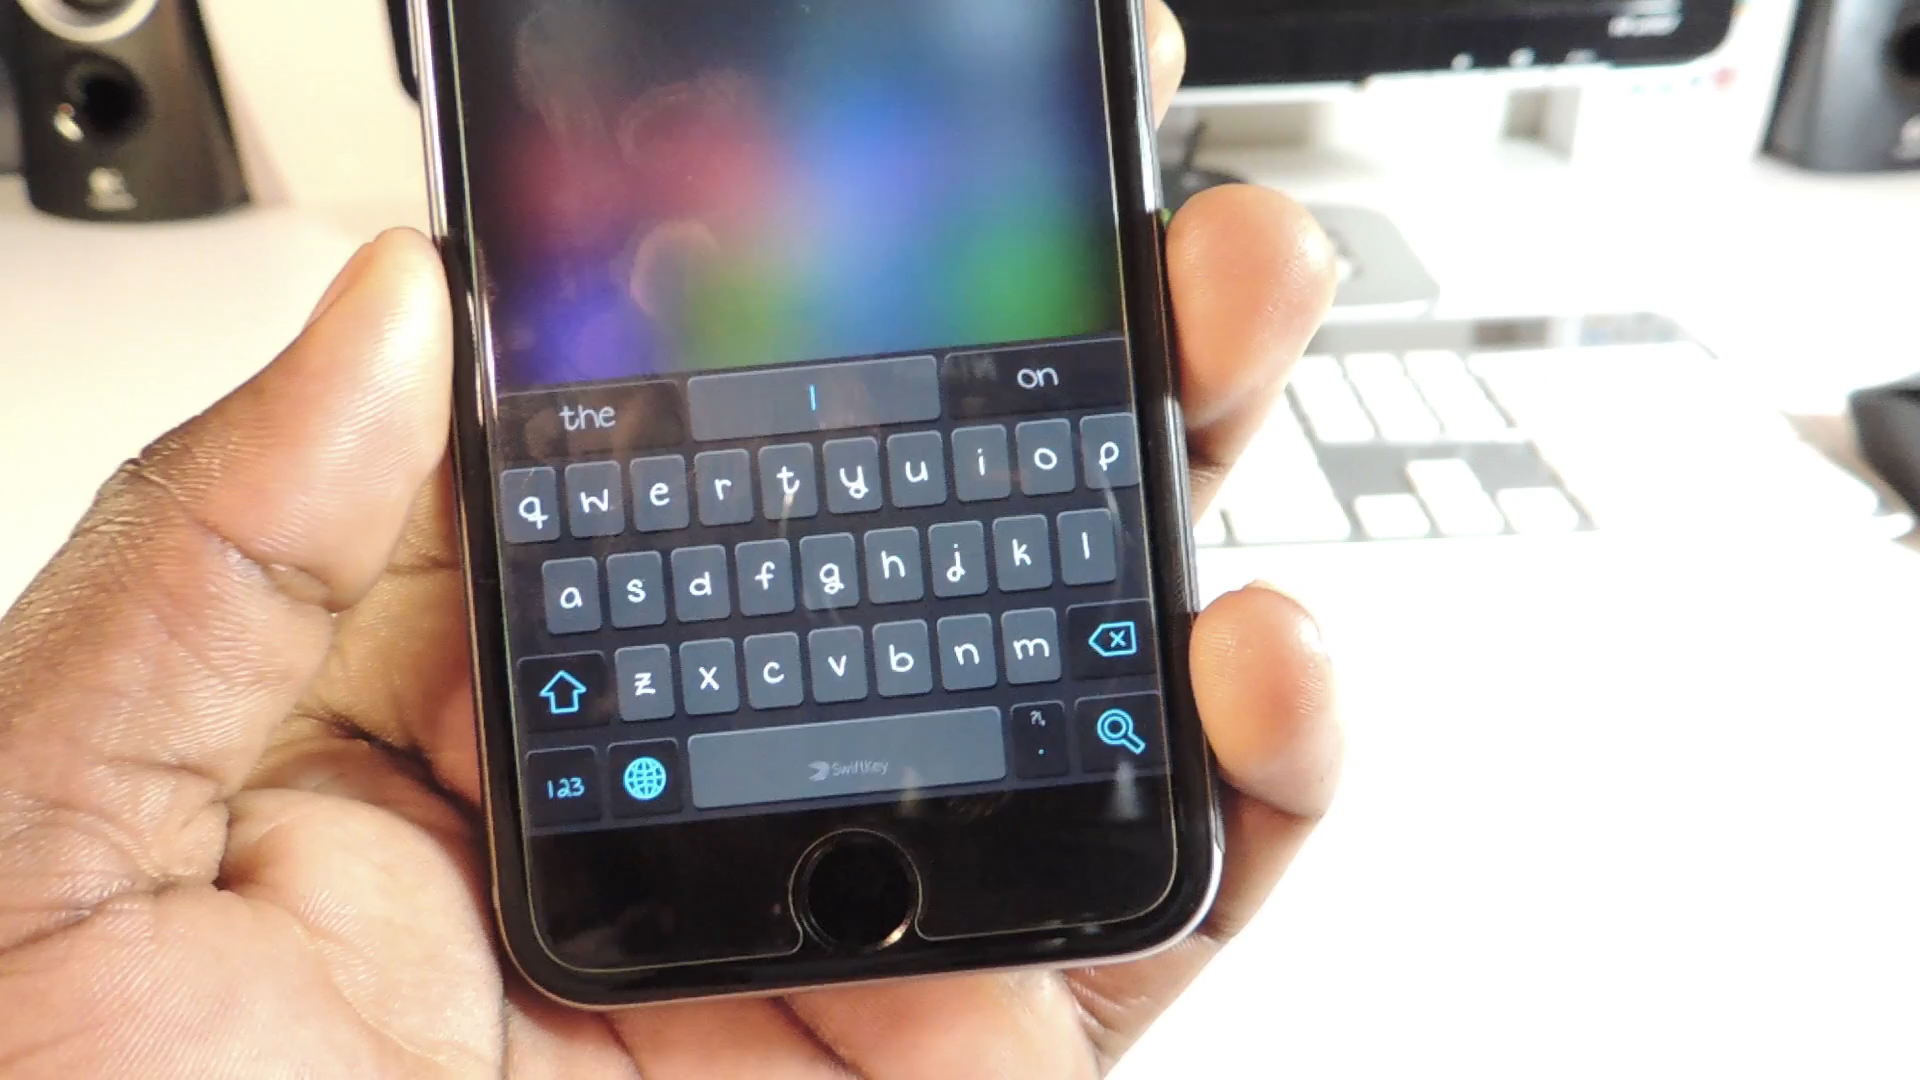 the I on
q w e r t y u i o p
a s d f g h j k l
z x c v b n m
123 SwiftKey .